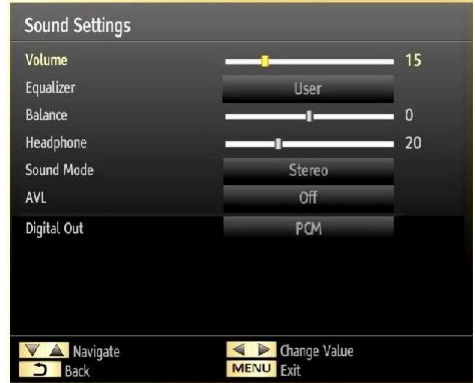 Sound Settings
Volume 15
Equalizer User
Balance 0
Headphone 20
Sound Mode Stereo
AVL Off
Digital Out PCM
Navigate Change Value
Back MENU Exit